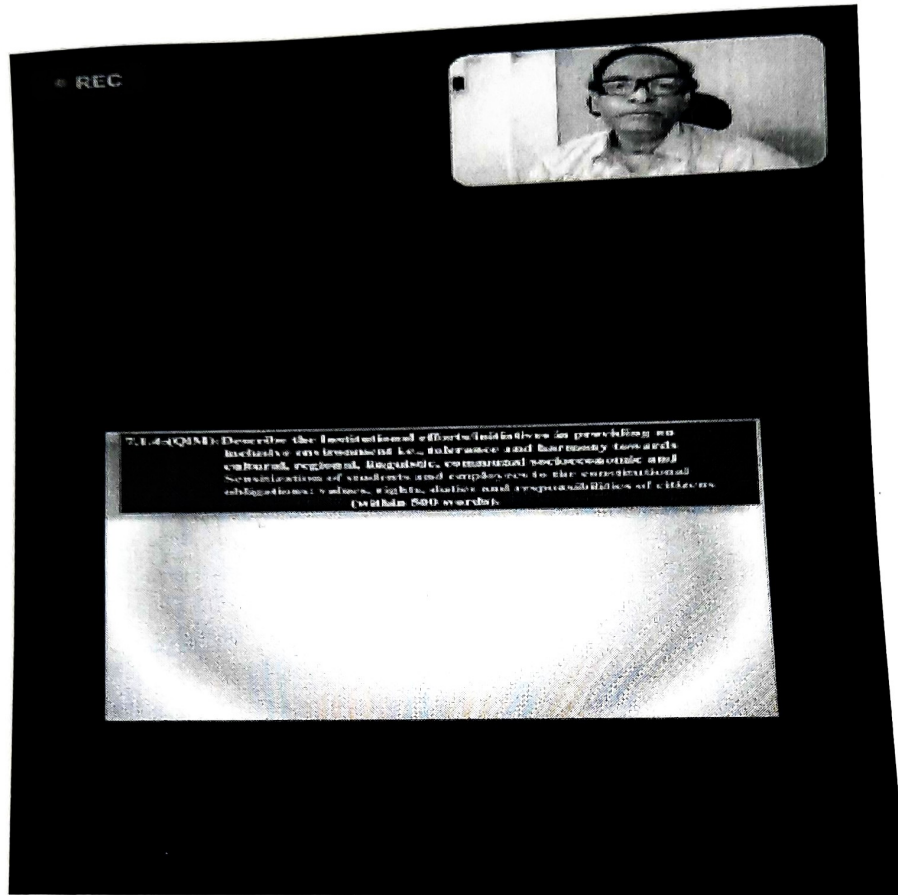 REC
7.1.4:(QlM):Describe the Institutional efforts/initiatives in providing an
inclusive environment i.e., tolerance and harmony towards
cultural, regional, linguistic, communal socioeconomic and
Sensitization of students and employees to the constitutional
obligations: values, rights, duties and responsibilities of citizens
(within 500 words).